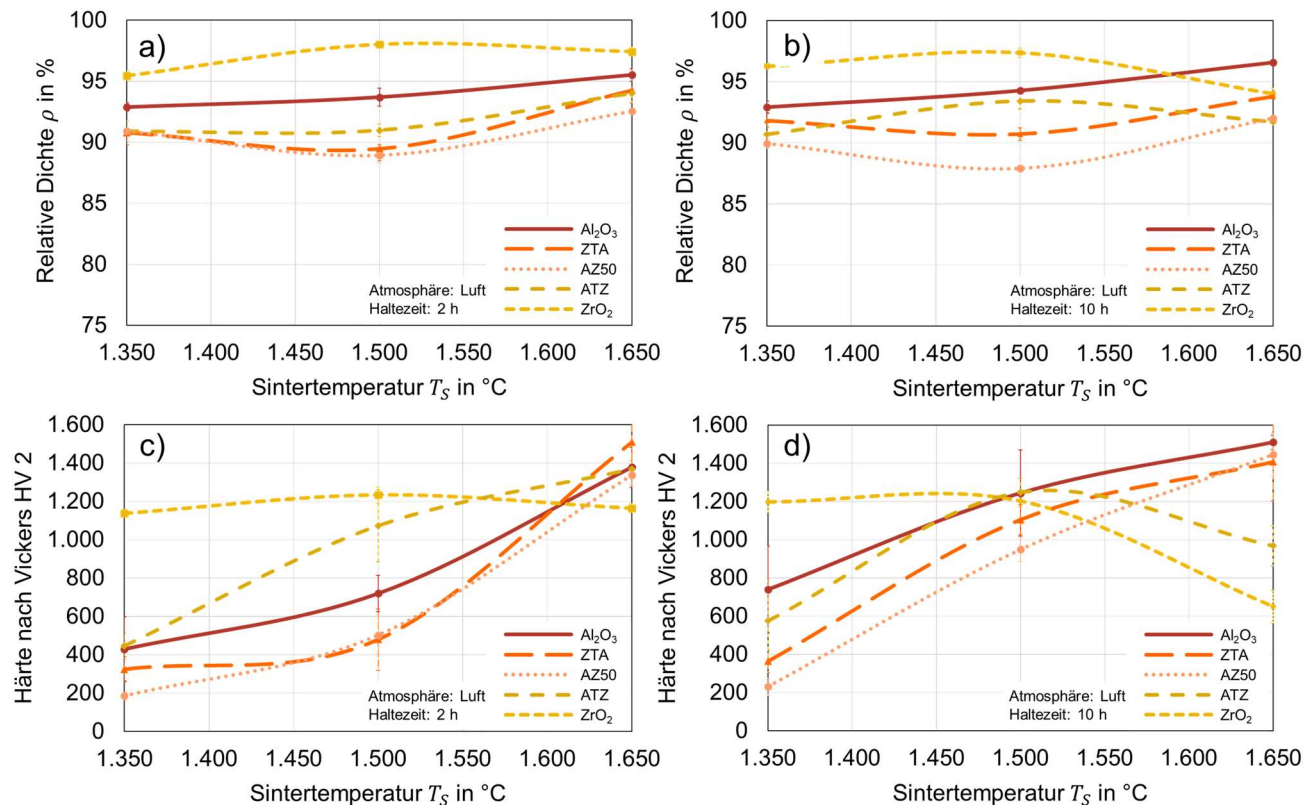 a)
Relative Dichte ρ in %
100
95
90
85
80
75
Al₂O₃
ZTA
AZ50
ATZ
ZrO₂
Atmosphäre: Luft
Haltezeit: 2 h
1.350 1.400 1.450 1.500 1.550 1.600 1.650
Sintertemperatur T_S in °C
b)
Relative Dichte ρ in %
100
95
90
85
80
75
Al₂O₃
ZTA
AZ50
ATZ
ZrO₂
Atmosphäre: Luft
Haltezeit: 10 h
1.350 1.400 1.450 1.500 1.550 1.600 1.650
Sintertemperatur T_S in °C
c)
Härte nach Vickers HV 2
1.600
1.400
1.200
1.000
800
600
400
200
0
Al₂O₃
ZTA
AZ50
ATZ
ZrO₂
Atmosphäre: Luft
Haltezeit: 2 h
1.350 1.400 1.450 1.500 1.550 1.600 1.650
Sintertemperatur T_S in °C
d)
Härte nach Vickers HV 2
1.600
1.400
1.200
1.000
800
600
400
200
0
Al₂O₃
ZTA
AZ50
ATZ
ZrO₂
Atmosphäre: Luft
Haltezeit: 10 h
1.350 1.400 1.450 1.500 1.550 1.600 1.650
Sintertemperatur T_S in °C